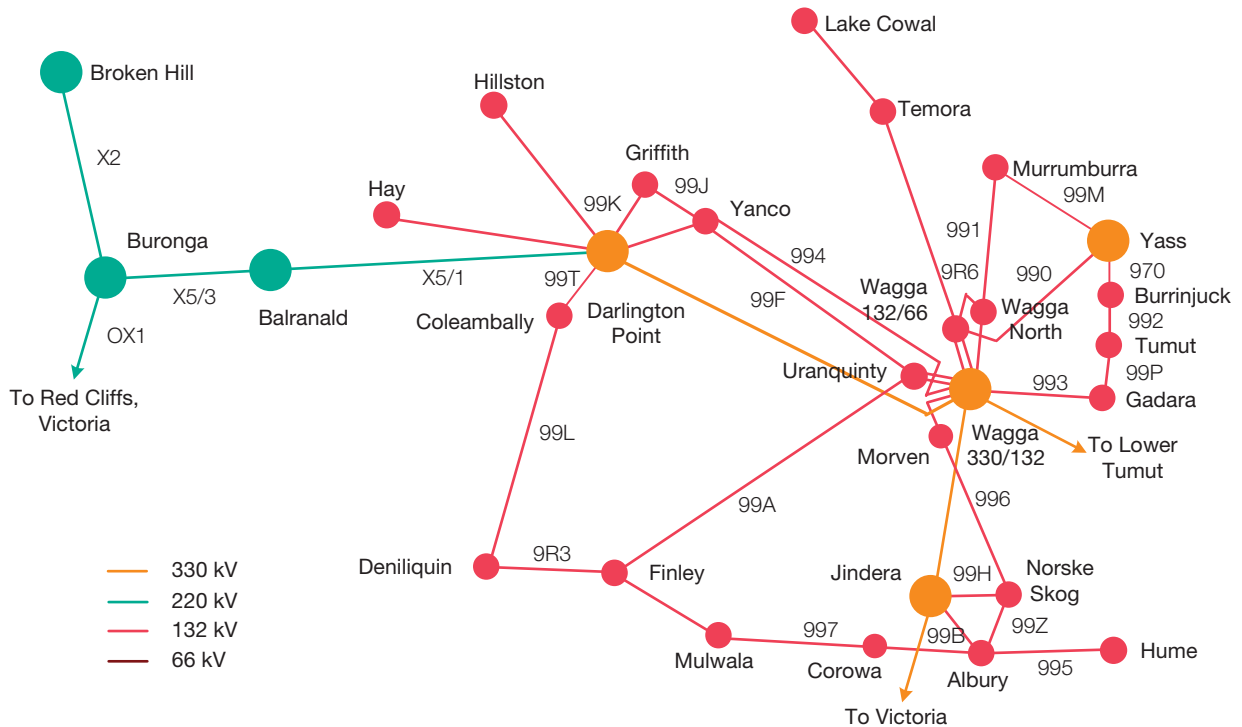 Lake Cowal
Broken Hill
Hillston
Temora
Griffith
Murrumburra
X2
99J
99M
Hay
99K
Yanco
Buronga
991
Yass
994
9R6
990
970
X5/1
99T
Wagga
132/66
Burrinjuck
X5/3
99F
Wagga
North
Balranald
Coleambally
Darlington
Point
992
OX1
Tumut
Uranquinty
99P
To Red Cliffs,
Victoria
993
Gadara
99L
Wagga
330/132
To Lower
Tumut
Morven
99A
996
Deniliquin
9R3
Finley
Jindera
99H
Norske
Skog
330 kV
220 kV
132 kV
66 kV
997
99B
99Z
Mulwala
Corowa
Albury
995
Hume
To Victoria